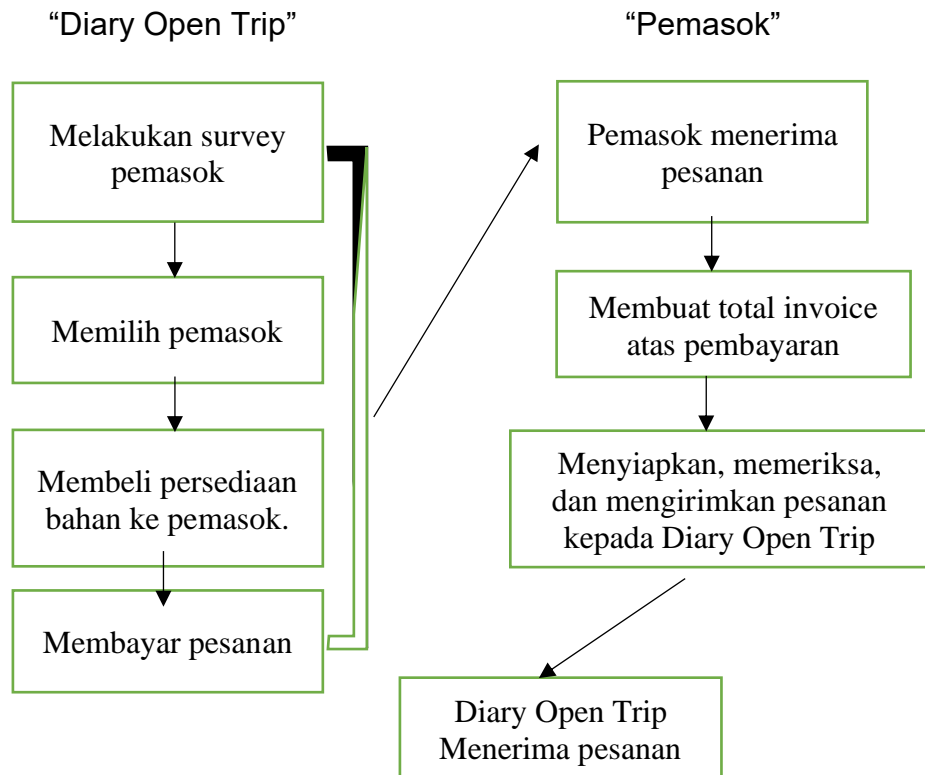 “Diary Open Trip”
Melakukan survey
pemasok
Memilih pemasok
Membeli persediaan
bahan ke pemasok.
Membayar pesanan
“Pemasok”
Pemasok menerima
pesanan
Membuat total invoice
atas pembayaran
Menyiapkan, memeriksa,
dan mengirimkan pesanan
kepada Diary Open Trip
Diary Open Trip
Menerima pesanan